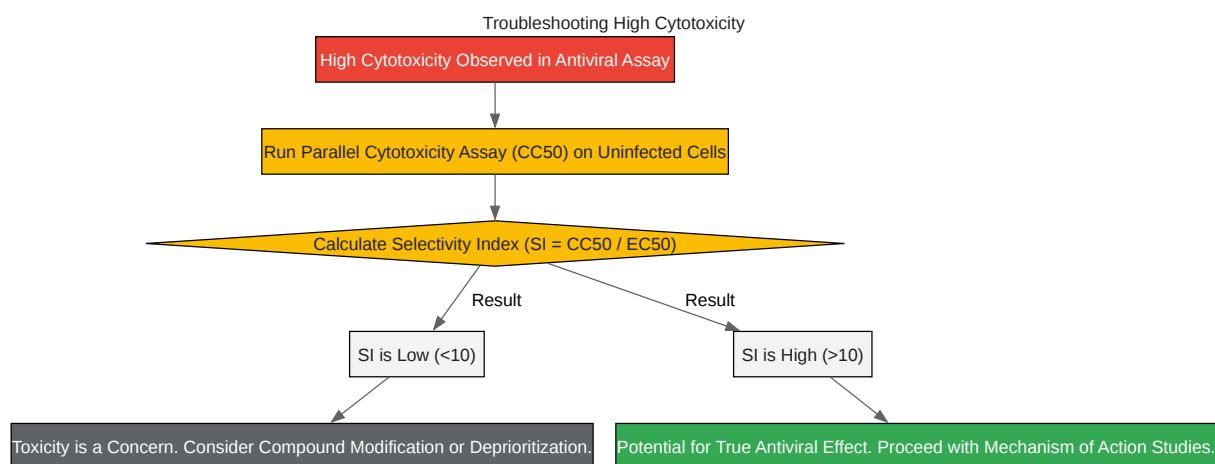 Troubleshooting High Cytotoxicity
High Cytotoxicity Observed in Antiviral Assay
Run Parallel Cytotoxicity Assay (CC50) on Uninfected Cells
Calculate Selectivity Index (SI = CC50 / EC50)
Result
Result
SI is Low (<10)
SI is High (>10)
Toxicity is a Concern. Consider Compound Modification or Deprioritization.
Potential for True Antiviral Effect. Proceed with Mechanism of Action Studies.